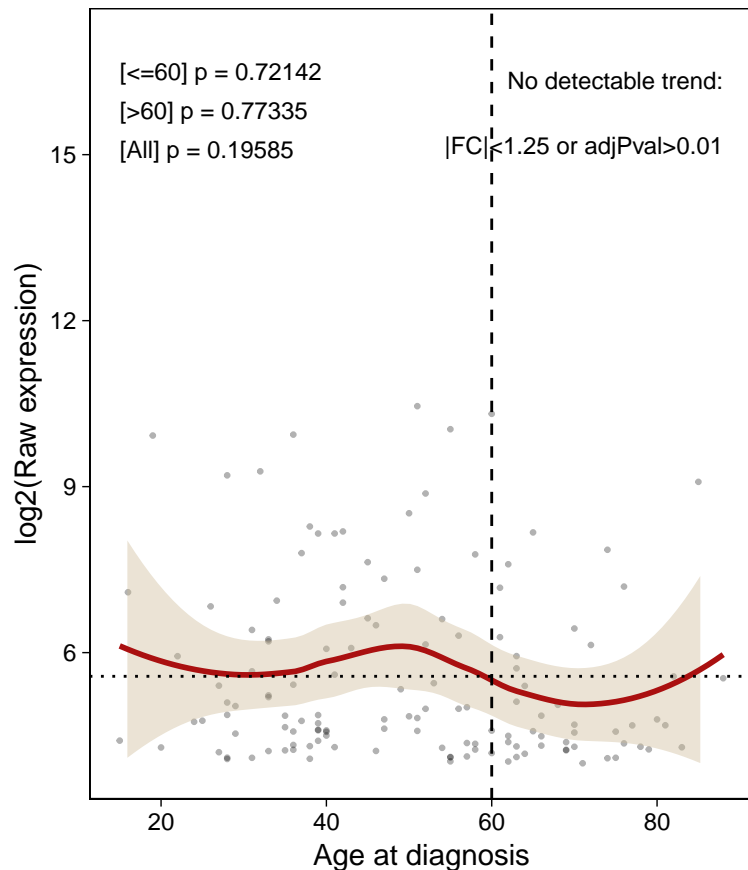 [<=60] p = 0.72142
[>60] p = 0.77335
[All] p = 0.19585
No detectable trend:
|FC|<1.25 or adjPval>0.01
15
12
9
6
log2(Raw expression)
20
40
60
80
Age at diagnosis